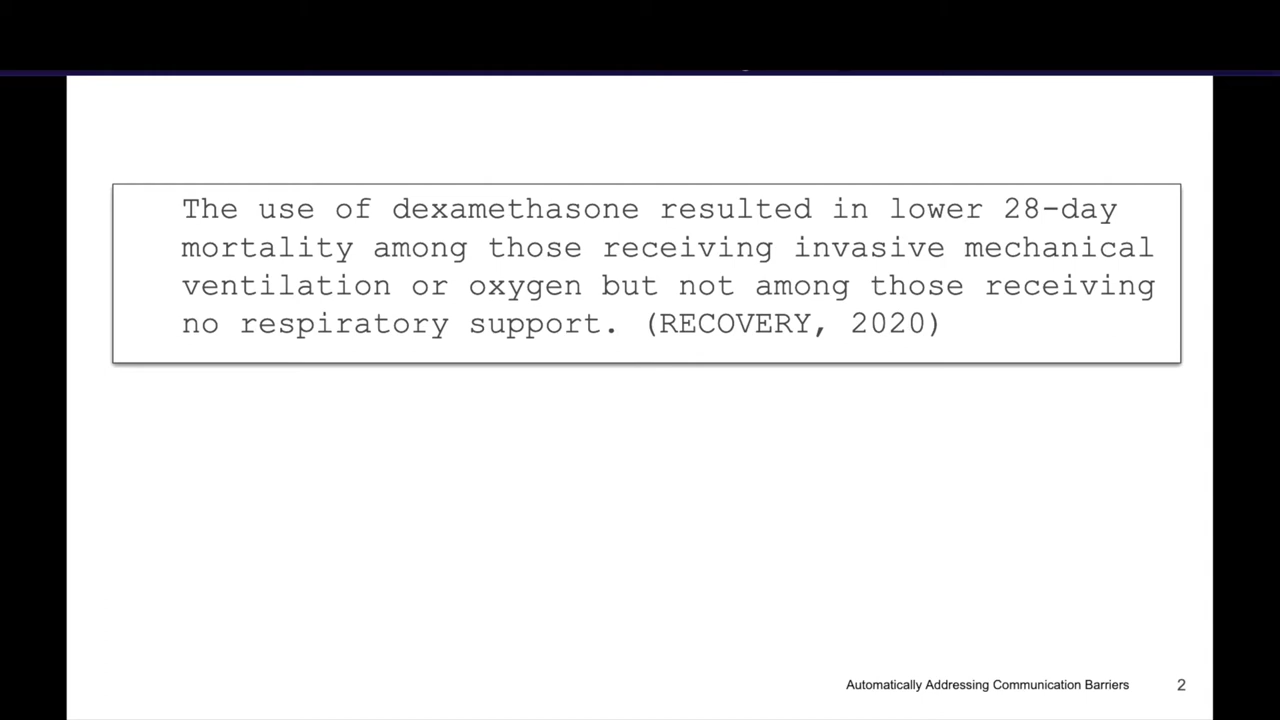 The use of dexamethasone resulted in lower 28-day
mortality among those receiving invasive mechanical
ventilation or oxygen but not among those receiving
no respiratory support. (RECOVERY, 2020)
Automatically Addressing Communication Barriers 2